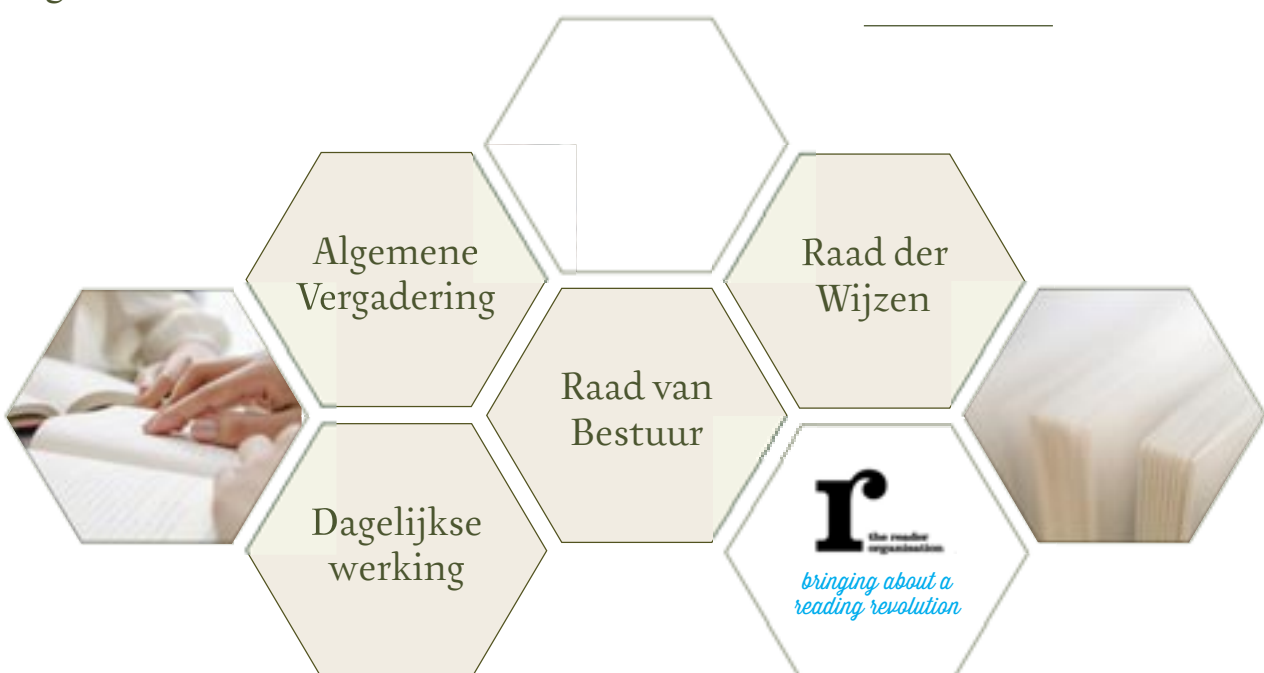 Algemene
Vergadering
Raad der
Wijzen
Raad van
Bestuur
Dagelijkse
werking
r
the reader
organisation
bringing about a
reading revolution